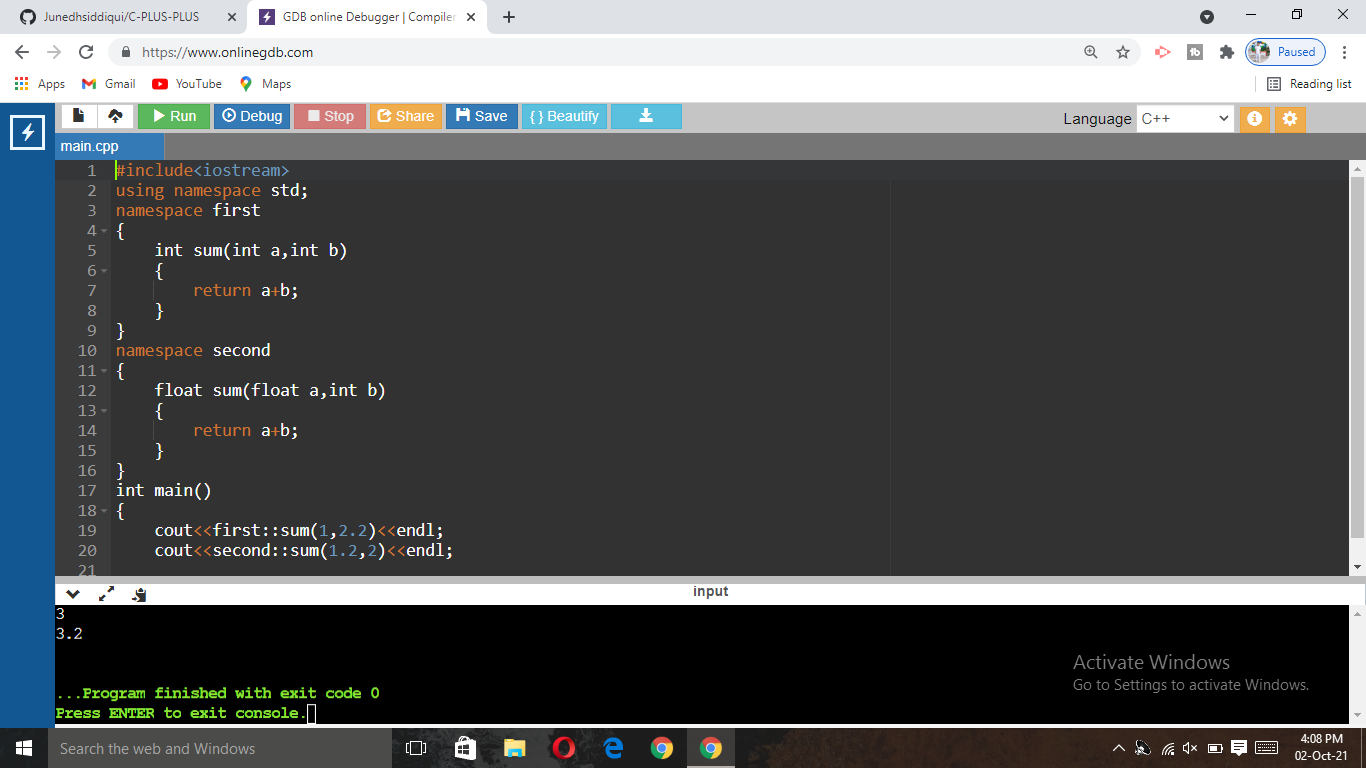 Junedhsiddiqui/C-PLUS-PLUS
GDB online Debugger | Compiler
https://www.onlinegdb.com
Paused
Apps
Gmail
YouTube
Maps
Reading list
Run
Debug
Stop
Share
Save
{ } Beautify
Language
C++
main.cpp
1 #include<iostream>
2 using namespace std;
3 namespace first
4 {
5     int sum(int a,int b)
6     {
7         return a+b;
8     }
9 }
10 namespace second
11 {
12     float sum(float a,int b)
13     {
14         return a+b;
15     }
16 }
17 int main()
18 {
19     cout<<first::sum(1,2.2)<<endl;
20     cout<<second::sum(1.2,2)<<endl;
21
input
3
3.2
...Program finished with exit code 0
Press ENTER to exit console.
Activate Windows
Go to Settings to activate Windows.
Search the web and Windows
4:08 PM
02-Oct-21